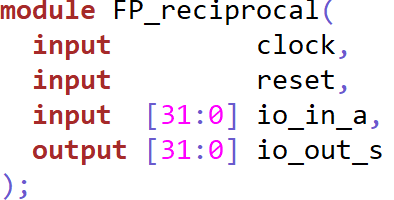 module FP_reciprocal(
  input         clock,
  input         reset,
  input  [31:0] io_in_a,
  output [31:0] io_out_s
);